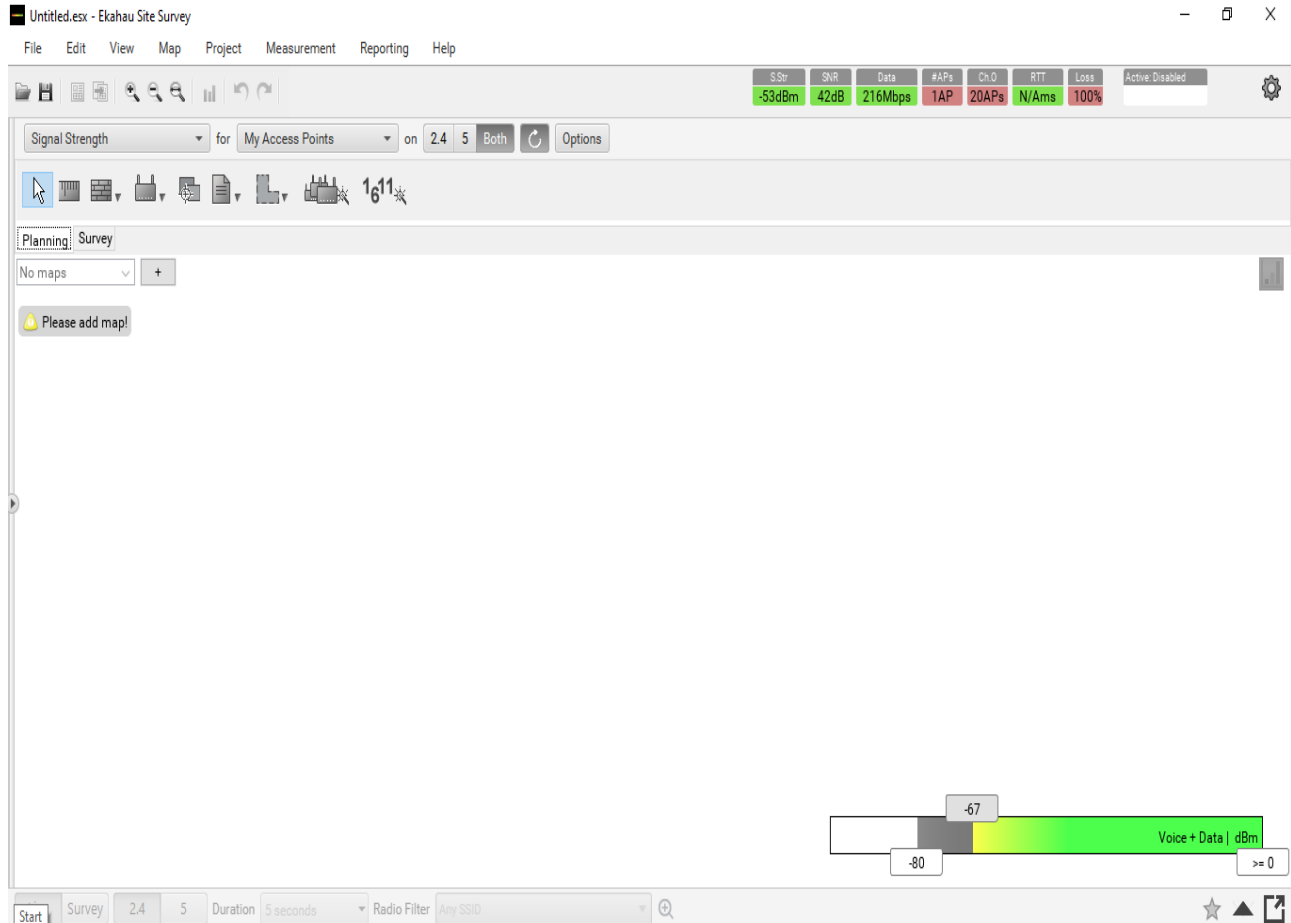 Untitled.esx - Ekahau Site Survey
File Edit View Map Project Measurement Reporting Help
S.Str SNR Data #APs Ch.O RTT Loss Active: Disabled
-53dBm 42dB 216Mbps 1AP 20APs N/Ams 100%
Signal Strength for My Access Points on 2.4 5 Both Options
1611
Planning Survey
No maps +
Please add map!
-67
Voice + Data | dBm
-80 >= 0
Survey 2.4 5 Duration 5 seconds Radio Filter Any SSID
Start